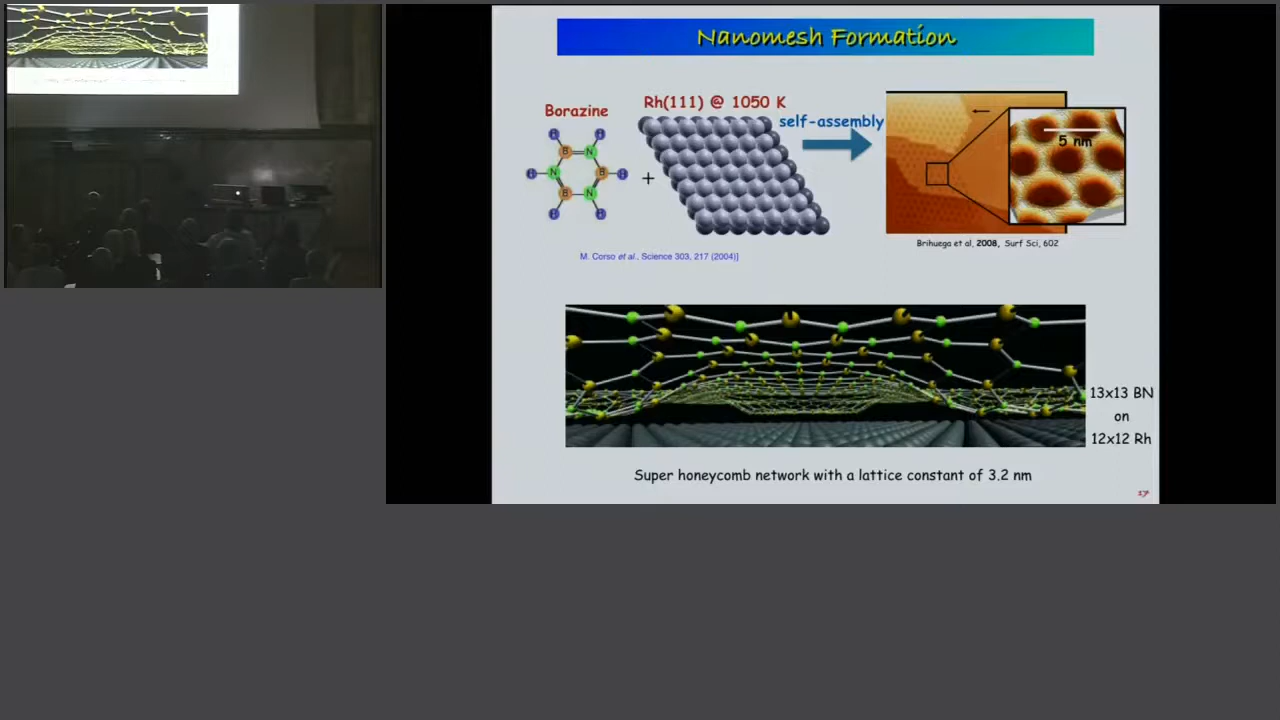 Nanomesh Formation
Borazine
Rh(111) @ 1050 K
self-assembly
H H
B N
H N B H
B N
H H
+
5 nm
Brihuega et al, 2008, Surf Sci, 602
M. Corso et al., Science 303, 217 (2004)]
13x13 BN
on
12x12 Rh
Super honeycomb network with a lattice constant of 3.2 nm
17